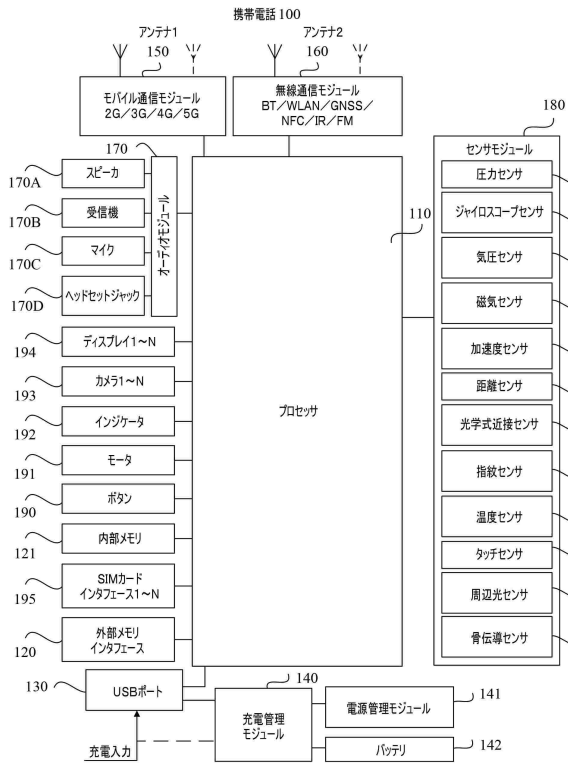 携帯電話 100
アンテナ1
アンテナ2
150
160
モバイル通信モジュール
2G／3G／4G／5G
無線通信モジュール
BT／WLAN／GNSS／
NFC／IR／FM
180
センサモジュール
170
オーディオモジュール
スピーカ
170A
受信機
170B
マイク
170C
ヘッドセットジャック
170D
ディスプレイ1～N
194
カメラ1～N
193
インジケータ
192
モータ
191
ボタン
190
内部メモリ
121
SIMカード
インタフェース1～N
195
外部メモリ
インタフェース
120
110
プロセッサ
圧力センサ
ジャイロスコープセンサ
気圧センサ
磁気センサ
加速度センサ
距離センサ
光学式近接センサ
指紋センサ
温度センサ
タッチセンサ
周辺光センサ
骨伝導センサ
130
USBポート
140
充電管理
モジュール
電源管理モジュール
141
バッテリ
142
充電入力